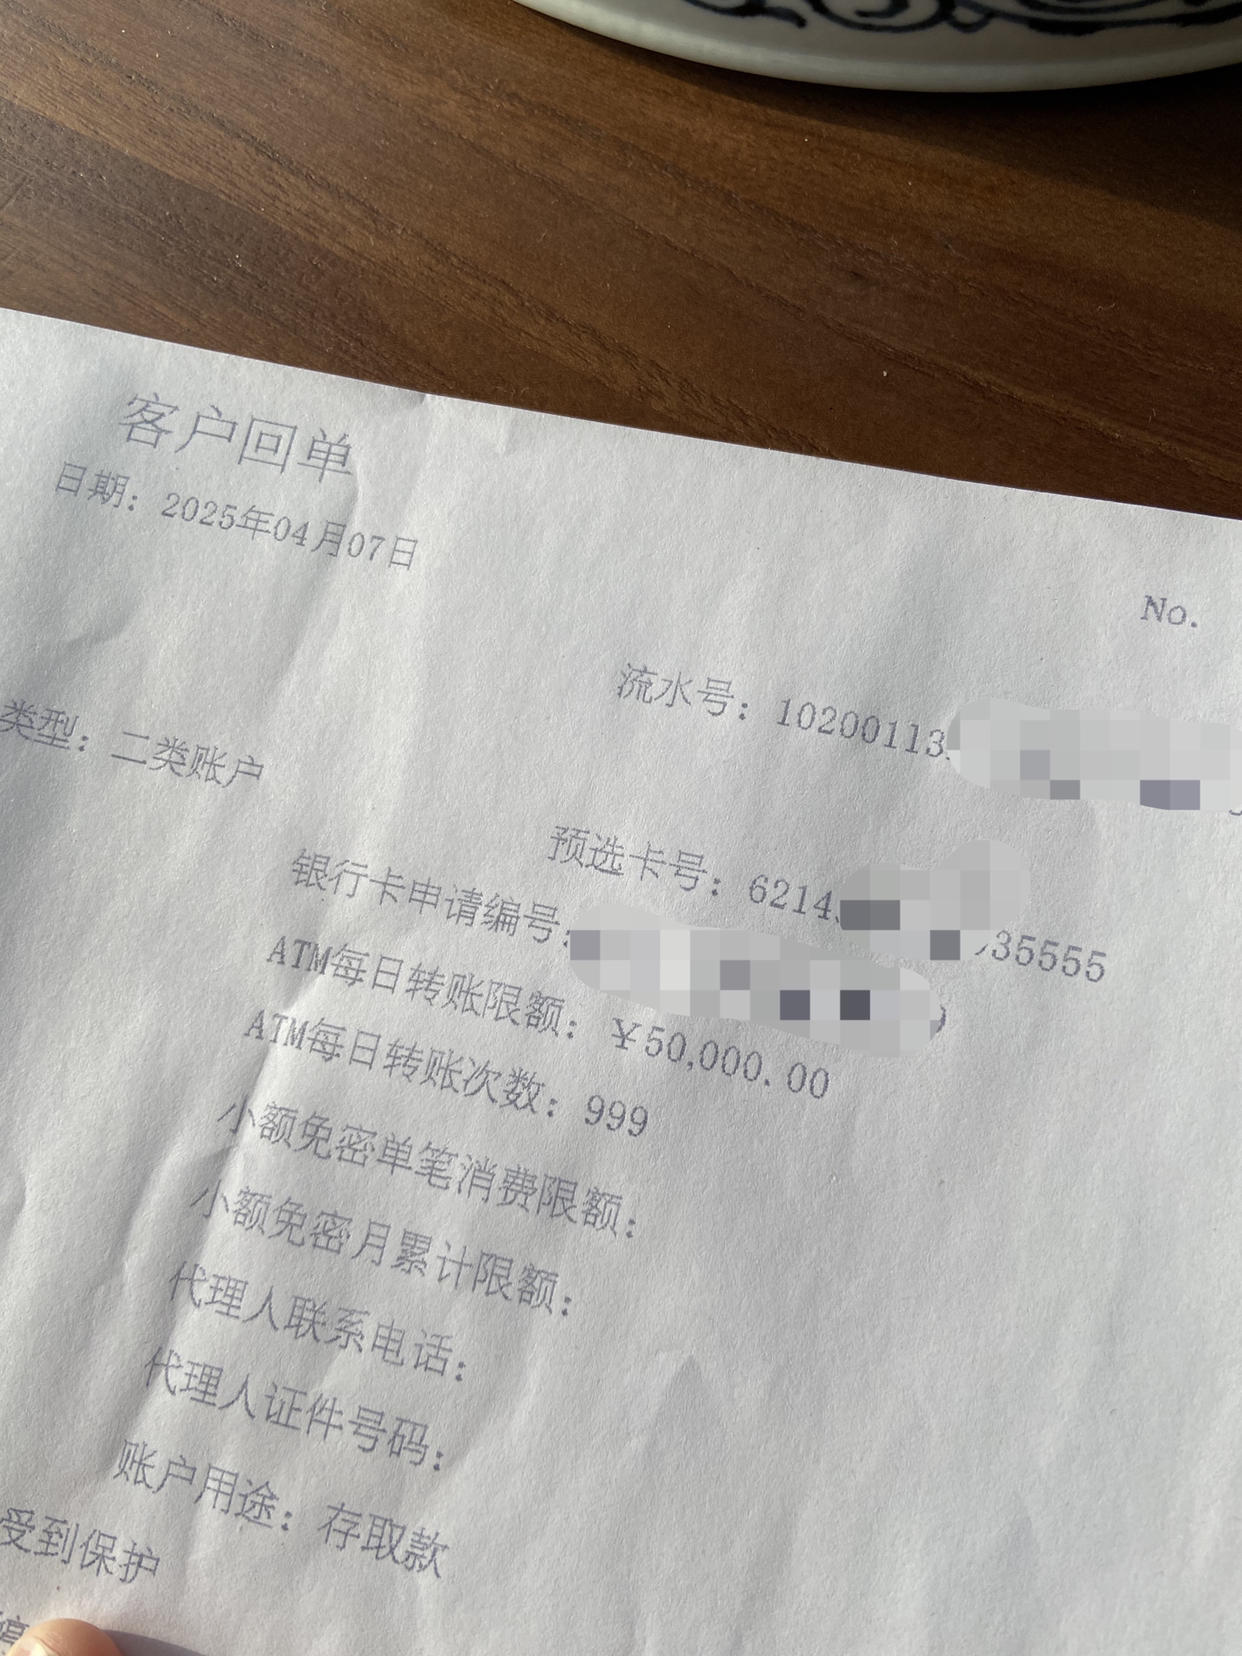 客户回单
日期：2025年04月07日
No.
流水号：10200113
类型：二类账户
预选卡号：6214 35555
银行卡申请编号：
ATM每日转账限额：￥50,000.00
ATM每日转账次数：999
小额免密单笔消费限额：
小额免密月累计限额：
代理人联系电话：
代理人证件号码：
账户用途：存取款
受到保护